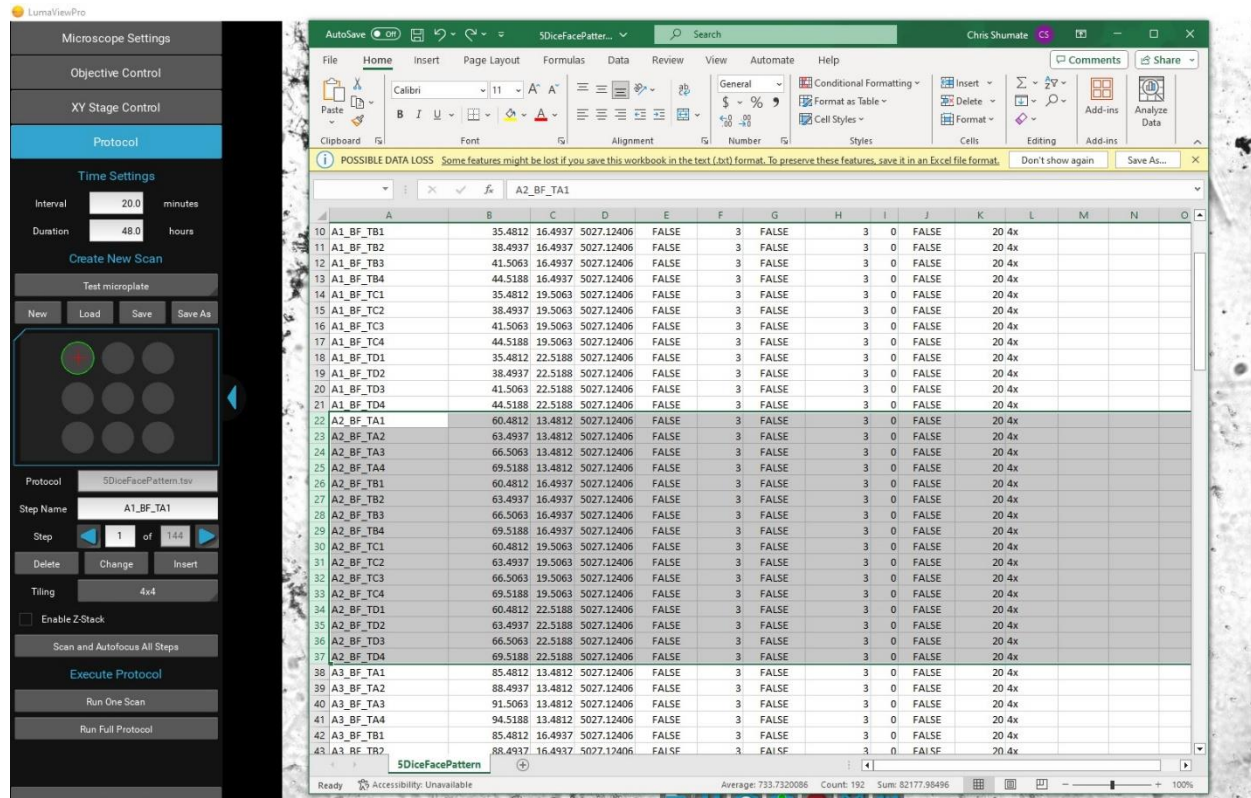 LumaViewPro
Microscope Settings
Objective Control
XY Stage Control
Protocol
Time Settings
Interval 20.0 minutes
Duration 48.0 hours
Create New Scan
Test microplate
New Load Save Save As
Protocol 5DiceFacePattern.tsv
Step Name A1_BF_TA1
Step 1 of 144
Delete Change Insert
Tiling 4x4
Enable Z-Stack
Scan and Autofocus All Steps
Execute Protocol
Run One Scan
Run Full Protocol
AutoSave Off 5DiceFacePatter... Search Chris Shumate CS
File Home Insert Page Layout Formulas Data Review View Automate Help Comments Share
Paste Calibri 11 A^ A˅ General Conditional Formatting Insert Add-ins Analyze Data
B I U A $ % , Format as Table Delete
Cell Styles Format
Clipboard Font Alignment Number Styles Cells Editing Add-ins
POSSIBLE DATA LOSS Some features might be lost if you save this workbook in the text (.txt) format. To preserve these features, save it in an Excel file format. Don't show again Save As...
fx A2_BF_TA1
A B C D E F G H I J K L M N O
10 A1_BF_TB1 35.4812 16.4937 5027.12406 FALSE 3 FALSE 3 0 FALSE 20 4x
11 A1_BF_TB2 38.4937 16.4937 5027.12406 FALSE 3 FALSE 3 0 FALSE 20 4x
12 A1_BF_TB3 41.5063 16.4937 5027.12406 FALSE 3 FALSE 3 0 FALSE 20 4x
13 A1_BF_TB4 44.5188 16.4937 5027.12406 FALSE 3 FALSE 3 0 FALSE 20 4x
14 A1_BF_TC1 35.4812 19.5063 5027.12406 FALSE 3 FALSE 3 0 FALSE 20 4x
15 A1_BF_TC2 38.4937 19.5063 5027.12406 FALSE 3 FALSE 3 0 FALSE 20 4x
16 A1_BF_TC3 41.5063 19.5063 5027.12406 FALSE 3 FALSE 3 0 FALSE 20 4x
17 A1_BF_TC4 44.5188 19.5063 5027.12406 FALSE 3 FALSE 3 0 FALSE 20 4x
18 A1_BF_TD1 35.4812 22.5188 5027.12406 FALSE 3 FALSE 3 0 FALSE 20 4x
19 A1_BF_TD2 38.4937 22.5188 5027.12406 FALSE 3 FALSE 3 0 FALSE 20 4x
20 A1_BF_TD3 41.5063 22.5188 5027.12406 FALSE 3 FALSE 3 0 FALSE 20 4x
21 A1_BF_TD4 44.5188 22.5188 5027.12406 FALSE 3 FALSE 3 0 FALSE 20 4x
22 A2_BF_TA1 60.4812 13.4812 5027.12406 FALSE 3 FALSE 3 0 FALSE 20 4x
23 A2_BF_TA2 63.4937 13.4812 5027.12406 FALSE 3 FALSE 3 0 FALSE 20 4x
24 A2_BF_TA3 66.5063 13.4812 5027.12406 FALSE 3 FALSE 3 0 FALSE 20 4x
25 A2_BF_TA4 69.5188 13.4812 5027.12406 FALSE 3 FALSE 3 0 FALSE 20 4x
26 A2_BF_TB1 60.4812 16.4937 5027.12406 FALSE 3 FALSE 3 0 FALSE 20 4x
27 A2_BF_TB2 63.4937 16.4937 5027.12406 FALSE 3 FALSE 3 0 FALSE 20 4x
28 A2_BF_TB3 66.5063 16.4937 5027.12406 FALSE 3 FALSE 3 0 FALSE 20 4x
29 A2_BF_TB4 69.5188 16.4937 5027.12406 FALSE 3 FALSE 3 0 FALSE 20 4x
30 A2_BF_TC1 60.4812 19.5063 5027.12406 FALSE 3 FALSE 3 0 FALSE 20 4x
31 A2_BF_TC2 63.4937 19.5063 5027.12406 FALSE 3 FALSE 3 0 FALSE 20 4x
32 A2_BF_TC3 66.5063 19.5063 5027.12406 FALSE 3 FALSE 3 0 FALSE 20 4x
33 A2_BF_TC4 69.5188 19.5063 5027.12406 FALSE 3 FALSE 3 0 FALSE 20 4x
34 A2_BF_TD1 60.4812 22.5188 5027.12406 FALSE 3 FALSE 3 0 FALSE 20 4x
35 A2_BF_TD2 63.4937 22.5188 5027.12406 FALSE 3 FALSE 3 0 FALSE 20 4x
36 A2_BF_TD3 66.5063 22.5188 5027.12406 FALSE 3 FALSE 3 0 FALSE 20 4x
37 A2_BF_TD4 69.5188 22.5188 5027.12406 FALSE 3 FALSE 3 0 FALSE 20 4x
38 A3_BF_TA1 85.4812 13.4812 5027.12406 FALSE 3 FALSE 3 0 FALSE 20 4x
39 A3_BF_TA2 88.4937 13.4812 5027.12406 FALSE 3 FALSE 3 0 FALSE 20 4x
40 A3_BF_TA3 91.5063 13.4812 5027.12406 FALSE 3 FALSE 3 0 FALSE 20 4x
41 A3_BF_TA4 94.5188 13.4812 5027.12406 FALSE 3 FALSE 3 0 FALSE 20 4x
42 A3_BF_TB1 85.4812 16.4937 5027.12406 FALSE 3 FALSE 3 0 FALSE 20 4x
43 A3_BF_TB2 88.4937 16.4937 5027.12406 FALSE 3 FALSE 3 0 FALSE 20 4x
5DiceFacePattern
Ready Accessibility: Unavailable Average: 733.7320086 Count: 192 Sum: 82177.98496 100%